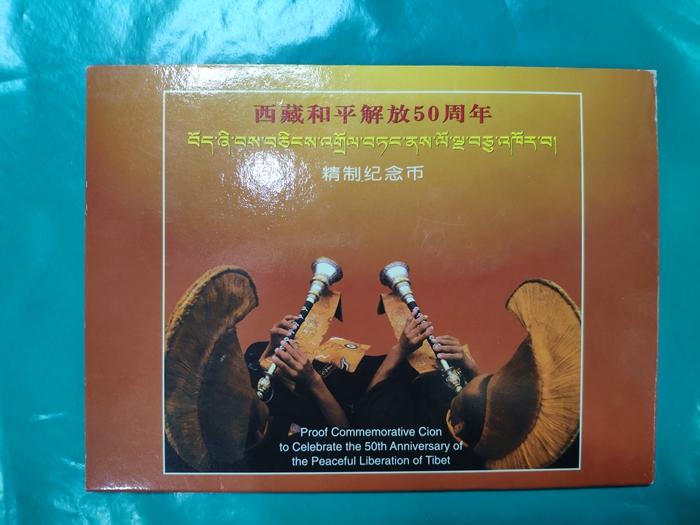 西藏和平解放50周年
བོད་ཞི་བས་བཅིངས་འགྲོལ་བཏང་ནས་ལོ་ལྔ་བཅུ་འཁོར་བ།
精制纪念币
Proof Commemorative Cion
to Celebrate the 50th Anniversary of
the Peaceful Liberation of Tibet